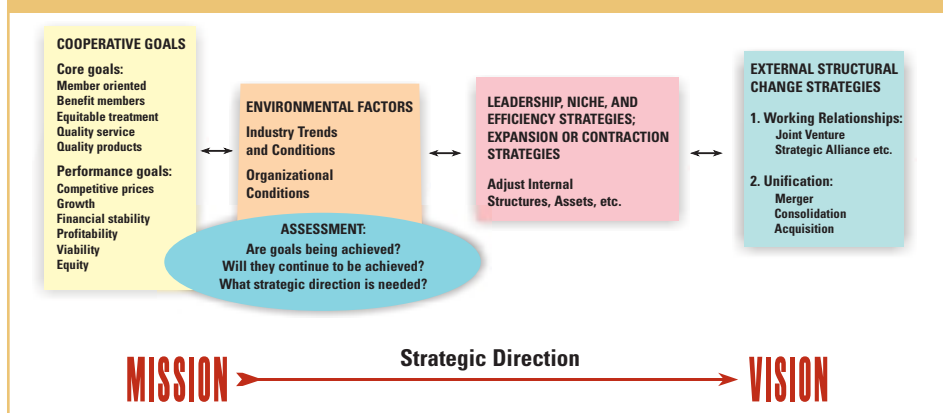 COOPERATIVE GOALS
Core goals:
Member oriented
Benefit members
Equitable treatment
Quality service
Quality products
Performance goals:
Competitive prices
Growth
Financial stability
Profitability
Viability
Equity
ENVIRONMENTAL FACTORS
Industry Trends
and Conditions
Organizational
Conditions
ASSESSMENT:
Are goals being achieved?
Will they continue to be achieved?
What strategic direction is needed?
LEADERSHIP, NICHE, AND
EFFICIENCY STRATEGIES;
EXPANSION OR CONTRACTION
STRATEGIES
Adjust Internal
Structures, Assets, etc.
EXTERNAL STRUCTURAL
CHANGE STRATEGIES
1. Working Relationships:
Joint Venture
Strategic Alliance etc.
2. Unification:
Merger
Consolidation
Acquisition
Strategic Direction
MISSION
VISION